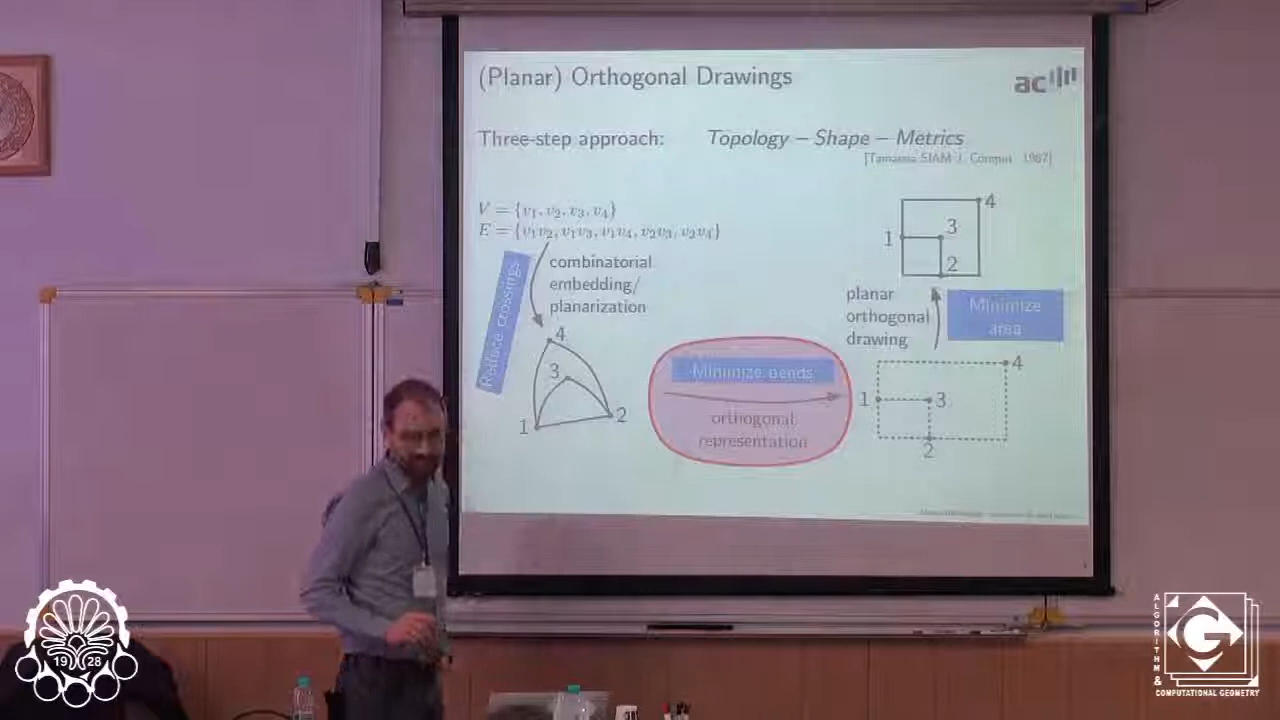 (Planar) Orthogonal Drawings
ac
Three-step approach: Topology – Shape – Metrics
[Tamassia SIAM J. Comput. 1987]
V = {v₁, v₂, v₃, v₄}
E = {v₁v₂, v₁v₃, v₁v₄, v₂v₃, v₂v₄}
Reduce crossings
combinatorial
embedding/
planarization
4
3
1
2
Minimize bends
orthogonal
representation
4
1
3
2
planar
orthogonal
drawing
Minimize
area
4
3
1
2
19 28
ALGORITHM &
G
COMPUTATIONAL GEOMETRY